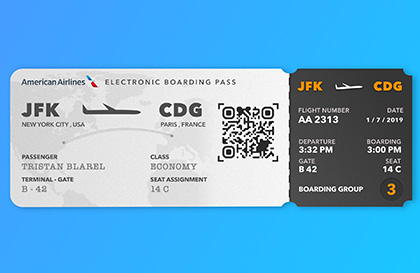 American Airlines ELECTRONIC BOARDING PASS
JFK CDG
NEW YORK CITY , USA PARIS , FRANCE
PASSENGER CLASS
TRISTAN BLAREL ECONOMY
TERMINAL - GATE SEAT ASSIGNMENT
B - 42 14 C
JFK CDG
FLIGHT NUMBER DATE
AA 2313 1 / 7 / 2019
DEPARTURE BOARDING
3:32 PM 3:00 PM
GATE SEAT
B 42 14 C
BOARDING GROUP 3